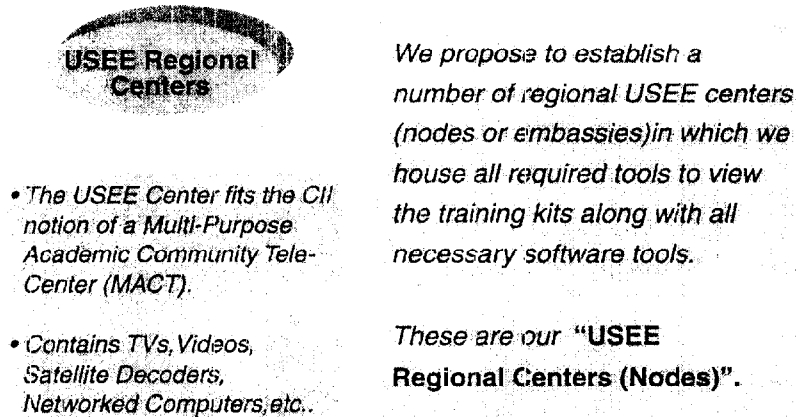 USEE Regional
Centers
• The USEE Center fits the CII
notion of a Multi-Purpose
Academic Community Tele-
Center (MACT).
• Contains TVs, Videos,
Satellite Decoders,
Networked Computers,etc..
We propose to establish a
number of regional USEE centers
(nodes or embassies)in which we
house all required tools to view
the training kits along with all
necessary software tools.
These are our "USEE
Regional Centers (Nodes)".